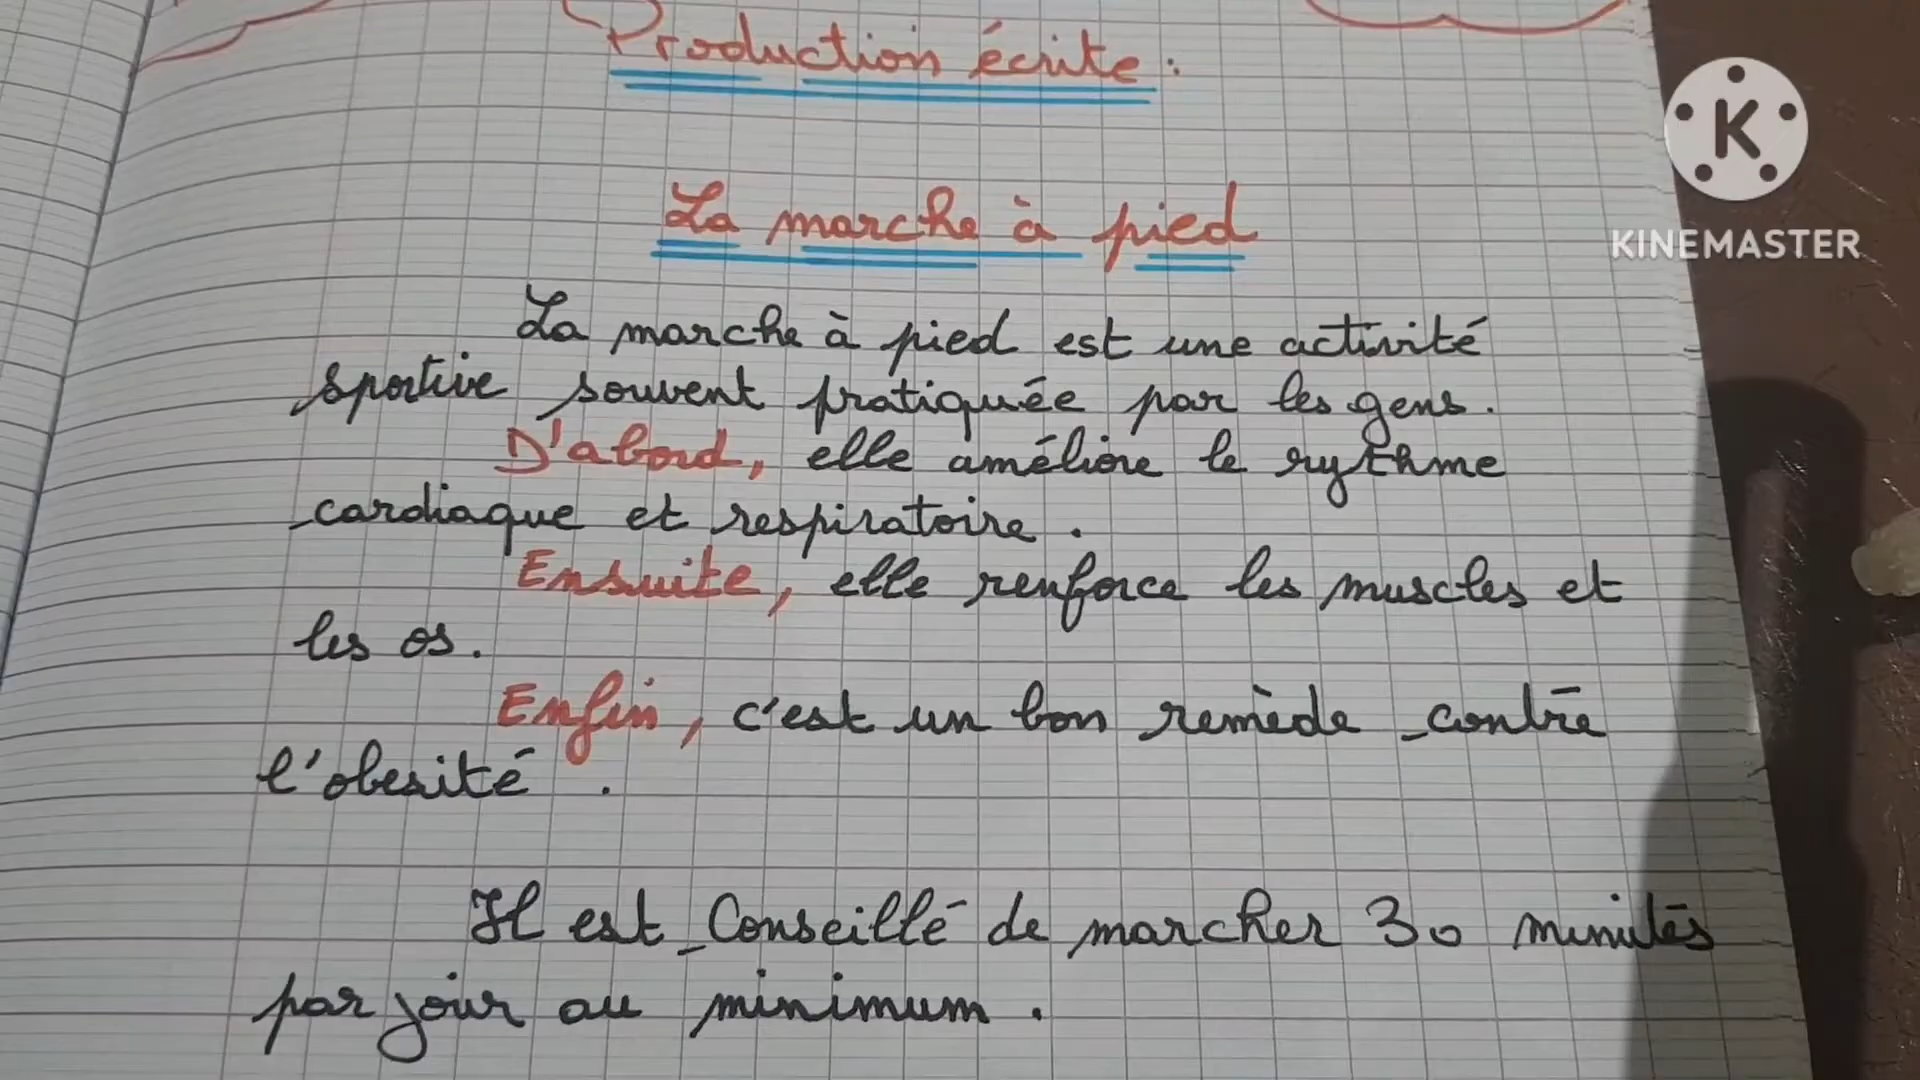 Production écrite :
La marche à pied
La marche à pied est une activité
sportive souvent pratiquée par les gens.
D'abord, elle améliore le rythme
cardiaque et respiratoire.
Ensuite, elle renforce les muscles et
les os.
Enfin, c'est un bon remède contre
l'obesité.
Il est Conseillé de marcher 30 minutes
par jour au minimum.
K
KINEMASTER